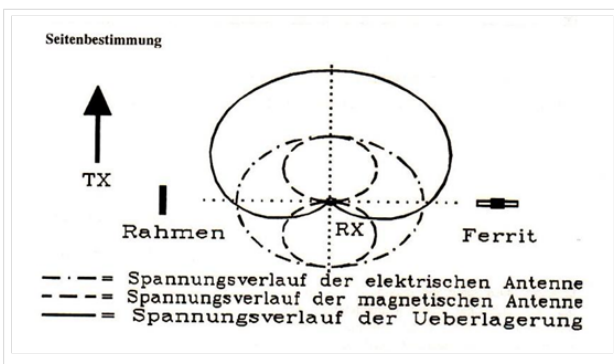 Seitenbestimmung
TX
Rahmen
RX
Ferrit
= Spannungsverlauf der elektrischen Antenne
= Spannungsverlauf der magnetischen Antenne
= Spannungsverlauf der Ueberlagerung